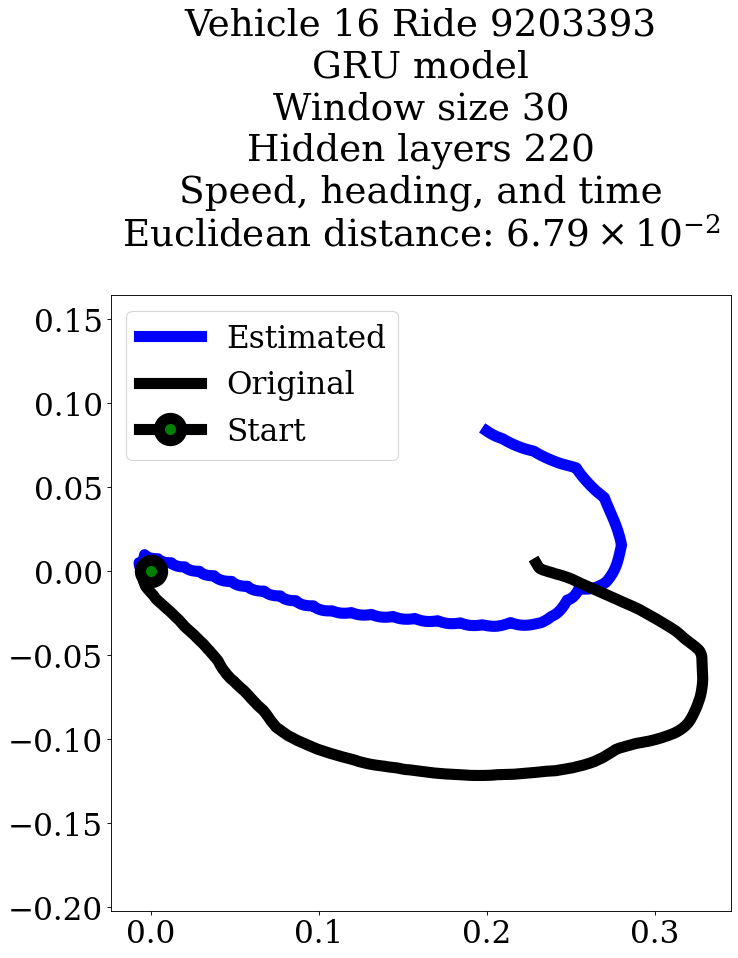 Vehicle 16 Ride 9203393
GRU model
Window size 30
Hidden layers 220
Speed, heading, and time
Euclidean distance: 6.79 × 10⁻²
Estimated
Original
Start
0.15
0.10
0.05
0.00
−0.05
−0.10
−0.15
−0.20
0.0 0.1 0.2 0.3